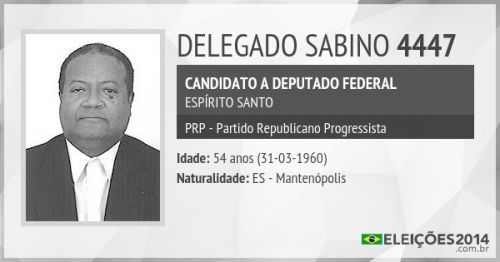 DELEGADO SABINO 4447
CANDIDATO A DEPUTADO FEDERAL
ESPÍRITO SANTO
PRP - Partido Republicano Progressista
Idade: 54 anos (31-03-1960)
Naturalidade: ES - Mantenópolis
ELEIÇÕES2014
.com.br